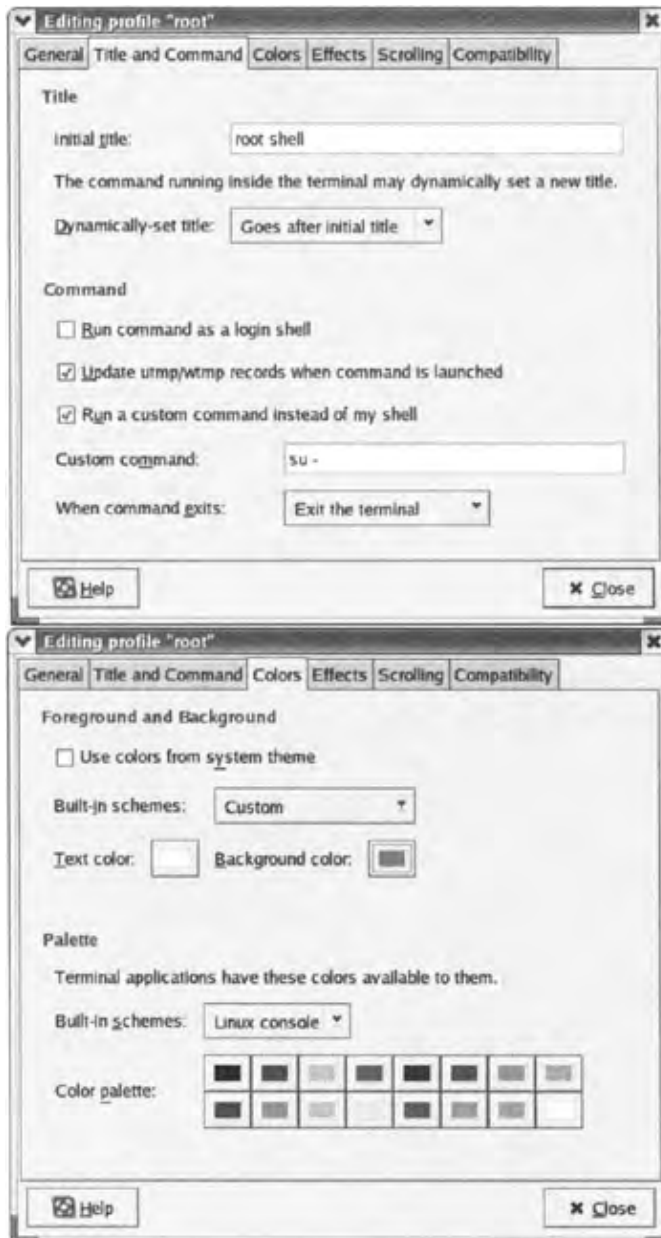 Editing profile "root"
General Title and Command Colors Effects Scrolling Compatibility
Title
Initial title: root shell
The command running inside the terminal may dynamically set a new title.
Dynamically-set title: Goes after initial title
Command
Run command as a login shell
Update utmp/wtmp records when command is launched
Run a custom command instead of my shell
Custom command: su -
When command exits: Exit the terminal
Help Close
Editing profile "root"
General Title and Command Colors Effects Scrolling Compatibility
Foreground and Background
Use colors from system theme
Built-in schemes: Custom
Text color: Background color:
Palette
Terminal applications have these colors available to them.
Built-in schemes: Linux console
Color palette:
Help Close